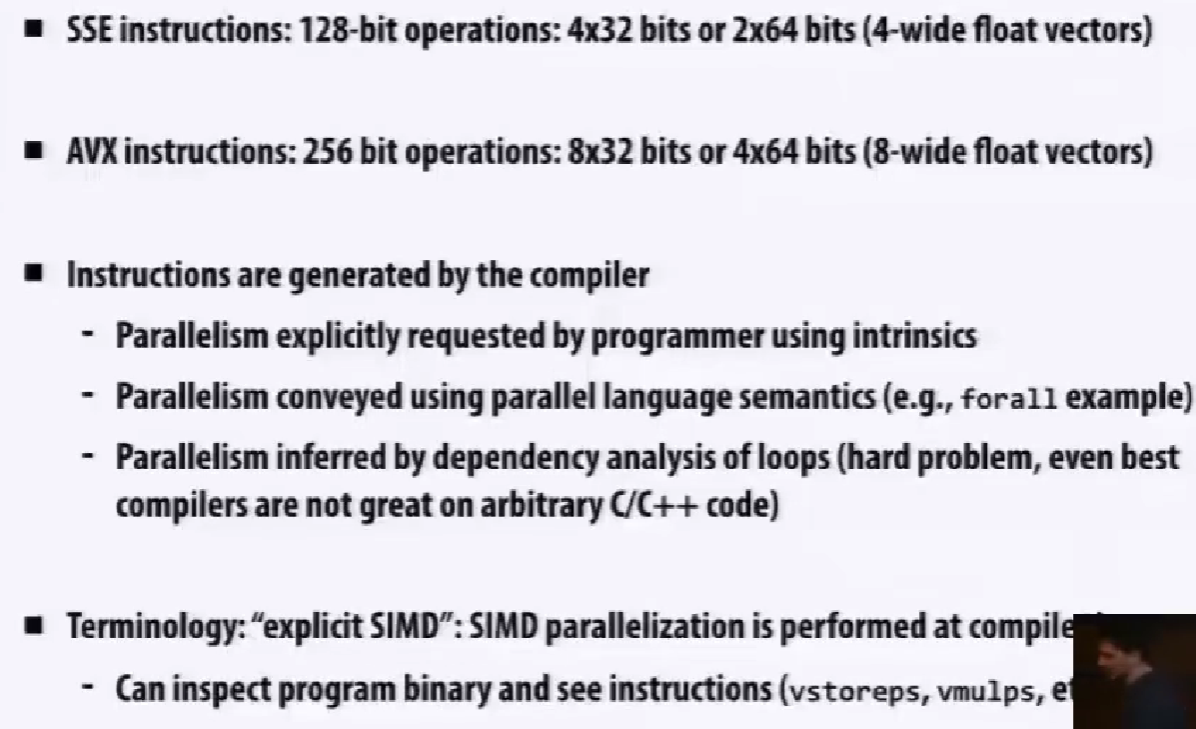 ■ SSE instructions: 128-bit operations: 4x32 bits or 2x64 bits (4-wide float vectors)
■ AVX instructions: 256 bit operations: 8x32 bits or 4x64 bits (8-wide float vectors)
■ Instructions are generated by the compiler
- Parallelism explicitly requested by programmer using intrinsics
- Parallelism conveyed using parallel language semantics (e.g., forall example)
- Parallelism inferred by dependency analysis of loops (hard problem, even best
compilers are not great on arbitrary C/C++ code)
■ Terminology: “explicit SIMD”: SIMD parallelization is performed at compile
- Can inspect program binary and see instructions (vstoreps, vmulps,